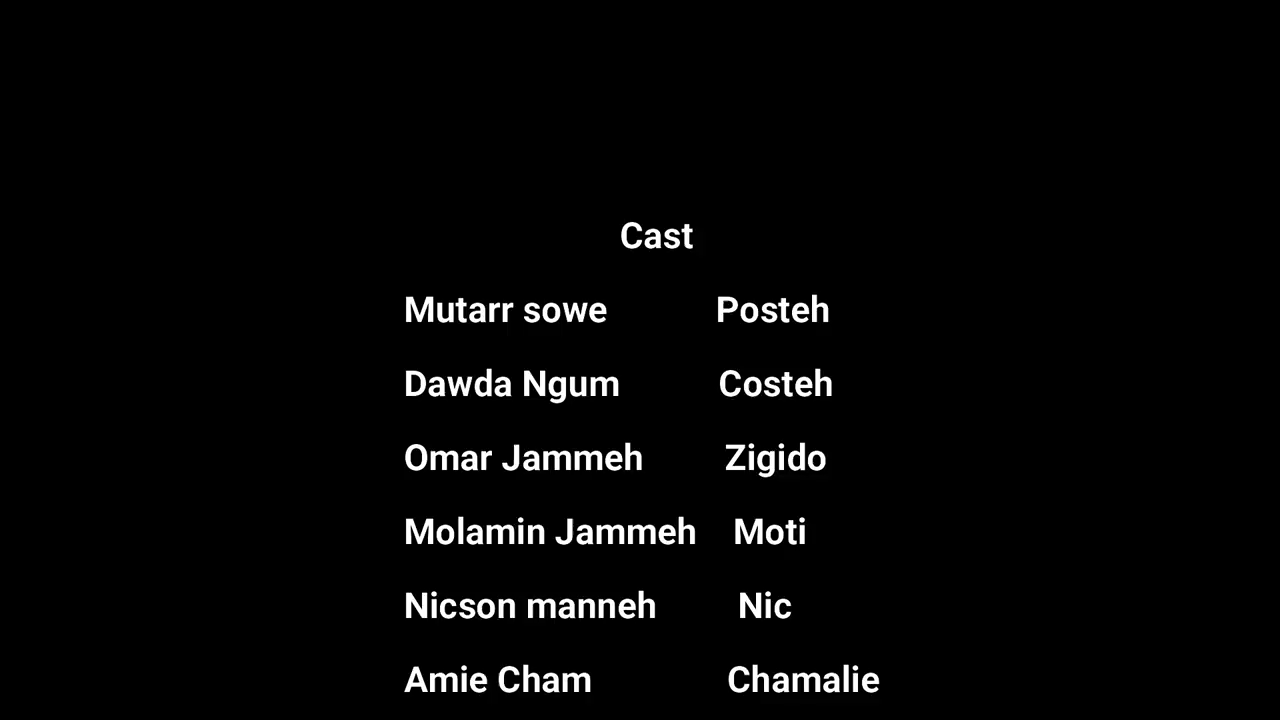 Cast
Mutarr sowe Posteh
Dawda Ngum Costeh
Omar Jammeh Zigido
Molamin Jammeh Moti
Nicson manneh Nic
Amie Cham Chamalie